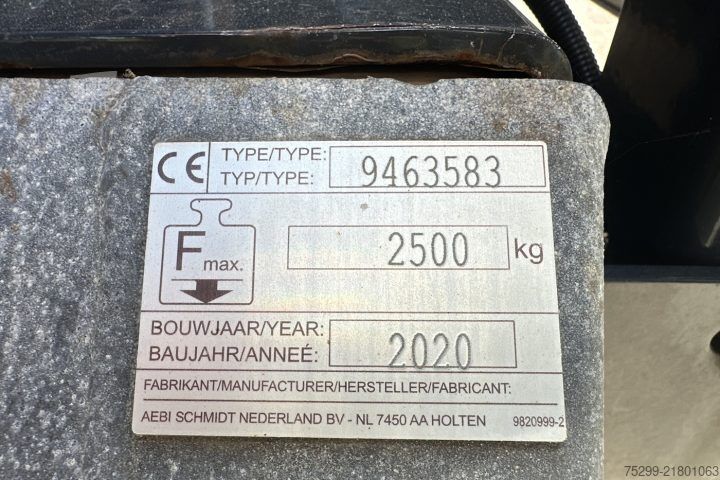 CE
TYPE/TYPE:
TYP/TYPE:
9463583
F max.
2500 kg
BOUWJAAR/YEAR:
BAUJAHR/ANNEÉ:
2020
FABRIKANT/MANUFACTURER/HERSTELLER/FABRICANT:
AEBI SCHMIDT NEDERLAND BV - NL 7450 AA HOLTEN 9820999-2
75299-21801063